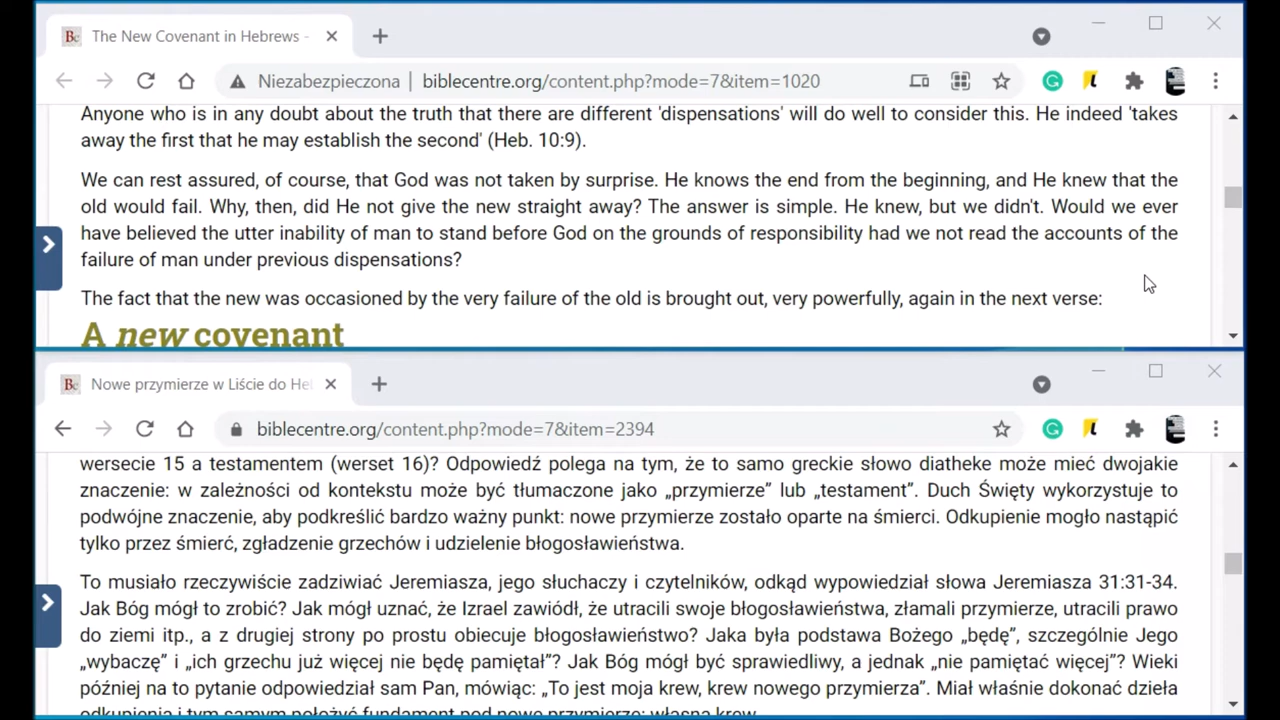 The New Covenant in Hebrews -
Niezabezpieczona | biblecentre.org/content.php?mode=7&item=1020
Anyone who is in any doubt about the truth that there are different 'dispensations' will do well to consider this. He indeed 'takes
away the first that he may establish the second' (Heb. 10:9).
We can rest assured, of course, that God was not taken by surprise. He knows the end from the beginning, and He knew that the
old would fail. Why, then, did He not give the new straight away? The answer is simple. He knew, but we didn't. Would we ever
have believed the utter inability of man to stand before God on the grounds of responsibility had we not read the accounts of the
failure of man under previous dispensations?
The fact that the new was occasioned by the very failure of the old is brought out, very powerfully, again in the next verse:
A new covenant
Nowe przymierze w Liście do He
biblecentre.org/content.php?mode=7&item=2394
wersecie 15 a testamentem (werset 16)? Odpowiedź polega na tym, że to samo greckie słowo diatheke może mieć dwojakie
znaczenie: w zależności od kontekstu może być tłumaczone jako „przymierze” lub „testament”. Duch Święty wykorzystuje to
podwójne znaczenie, aby podkreślić bardzo ważny punkt: nowe przymierze zostało oparte na śmierci. Odkupienie mogło nastąpić
tylko przez śmierć, zgładzenie grzechów i udzielenie błogosławieństwa.
To musiało rzeczywiście zadziwiać Jeremiasza, jego słuchaczy i czytelników, odkąd wypowiedział słowa Jeremiasza 31:31-34.
Jak Bóg mógł to zrobić? Jak mógł uznać, że Izrael zawiódł, że utracili swoje błogosławieństwa, złamali przymierze, utracili prawo
do ziemi itp., a z drugiej strony po prostu obiecuje błogosławieństwo? Jaka była podstawa Bożego „będę”, szczególnie Jego
„wybaczę” i „ich grzechu już więcej nie będę pamiętał”? Jak Bóg mógł być sprawiedliwy, a jednak „nie pamiętać więcej”? Wieki
później na to pytanie odpowiedział sam Pan, mówiąc: „To jest moja krew, krew nowego przymierza”. Miał właśnie dokonać dzieła
odkupienia i tym samym położyć fundament pod nowe przymierze: własną krew.